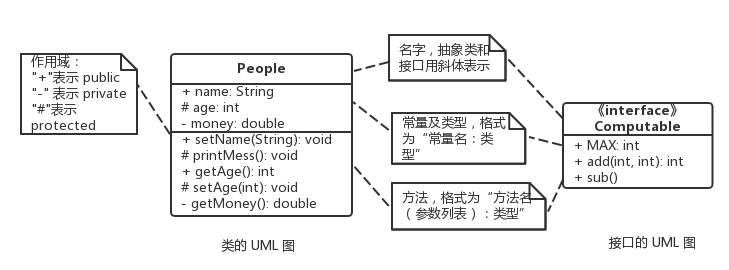 作用域：
"+"表示 public
"-" 表示 private
"#"表示
protected
People
+ name: String
# age: int
- money: double
+ setName(String): void
# printMess(): void
+ getAge(): int
# setAge(int): void
- getMoney(): double
类的 UML 图
名字，抽象类和
接口用斜体表示
常量及类型，格式
为“常量名：类
型”
方法，格式为“方法名
（参数列表）：类型”
《interface》
Computable
+ MAX: int
+ add(int, int): int
+ sub()
接口的 UML 图